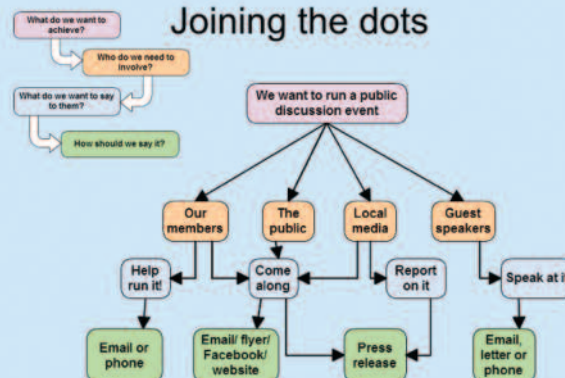 Joining the dots
What do we want to
achieve?
Who do we need to
involve?
What do we want to say
to them?
How should we say it?
We want to run a public
discussion event
Our
members
The
public
Local
media
Guest
speakers
Help
run it!
Come
along
Report
on it
Speak at it
Email or
phone
Email/ flyer/
Facebook/
website
Press
release
Email,
letter or
phone